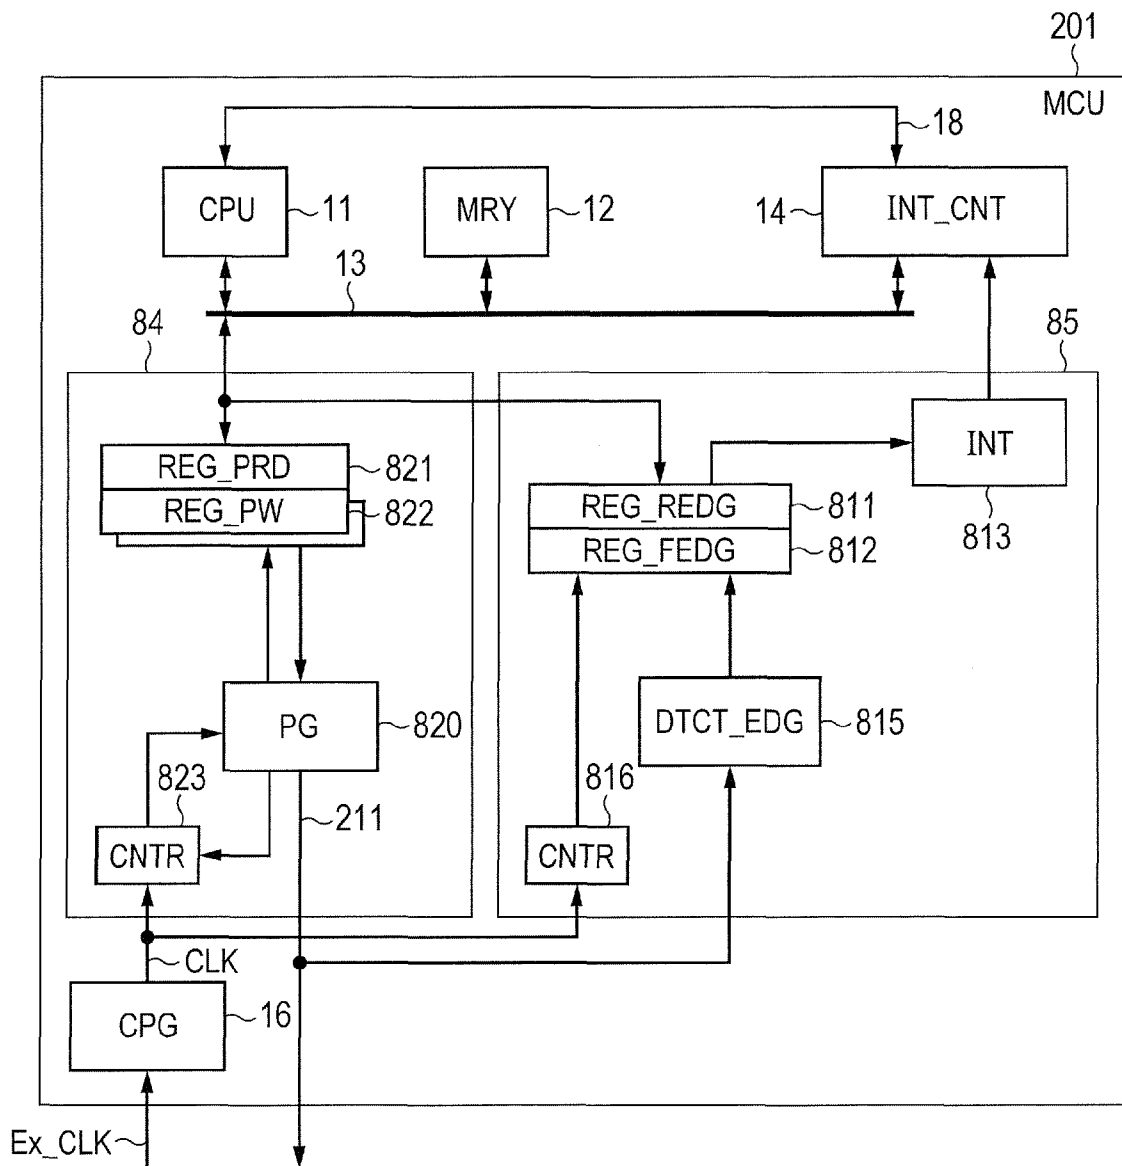 201
MCU
18
CPU
11
MRY
12
14
INT_CNT
13
84
85
REG_PRD
821
REG_PW
822
INT
813
REG_REDG
811
REG_FEDG
812
PG
820
DTCT_EDG
815
823
211
816
CNTR
CNTR
CLK
CPG
16
Ex_CLK